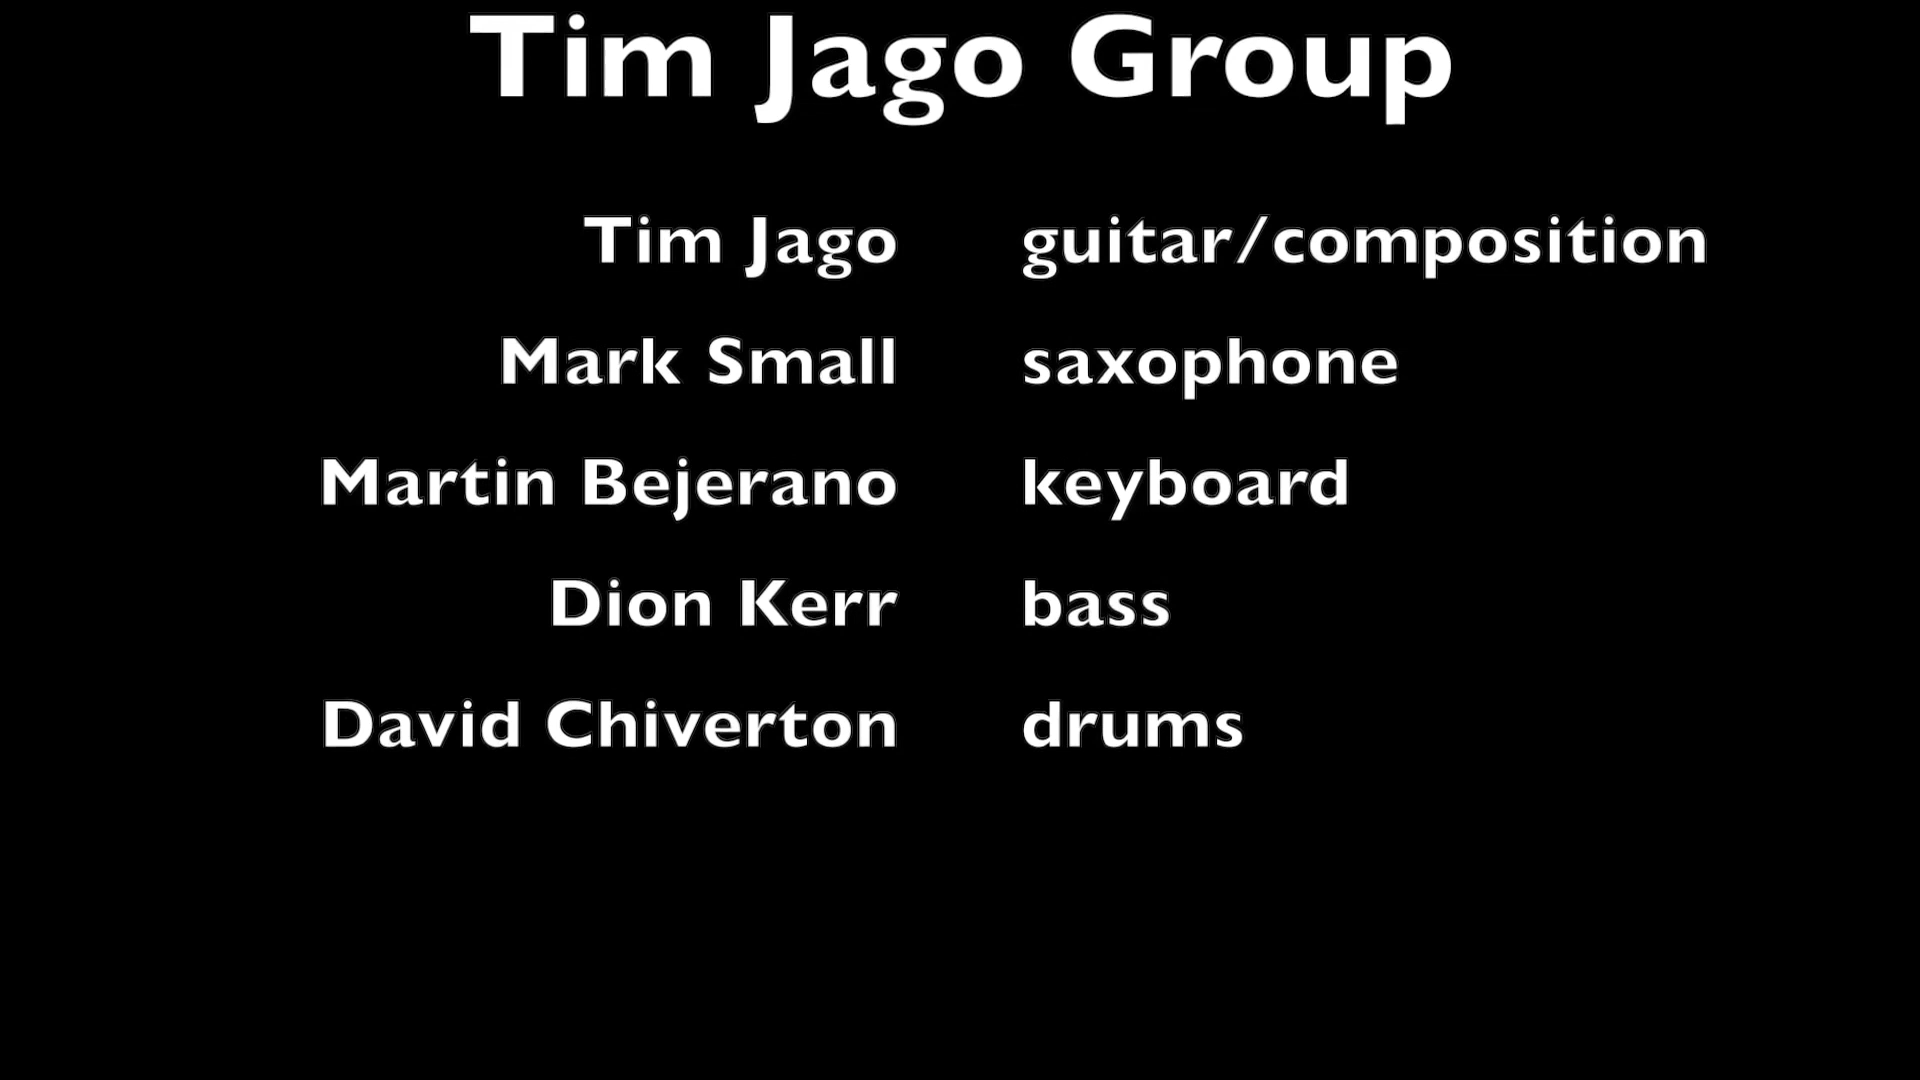 Tim Jago Group
Tim Jago guitar/composition
Mark Small saxophone
Martin Bejerano keyboard
Dion Kerr bass
David Chiverton drums